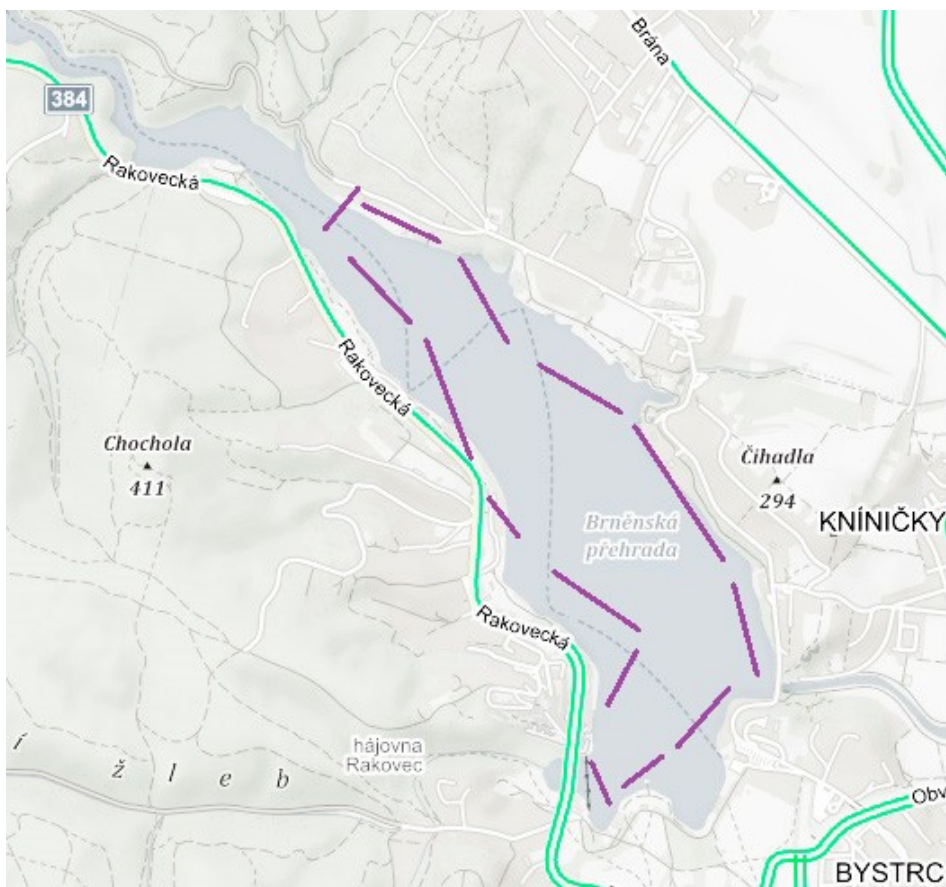 Brána
384
Rakovecká
Rakovecká
Chochola
411
Čihadla
294
KNÍNIČKY
Brněnská
přehrada
Rakovecká
hájovna
Rakovec
í ž l e b
Obv
BYSTRC